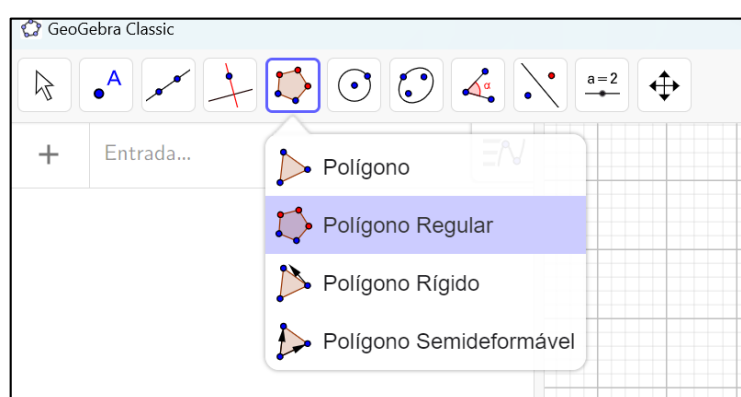 GeoGebra Classic
A
α
a = 2
+
Entrada...
Polígono
Polígono Regular
Polígono Rígido
Polígono Semideformável